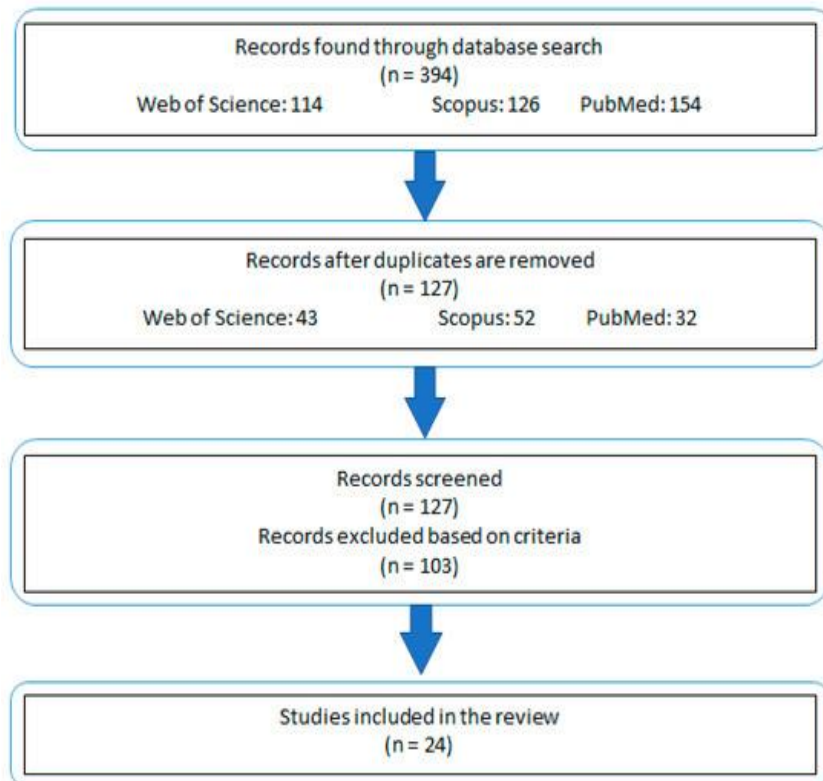 Records found through database search
(n = 394)
Web of Science: 114 Scopus: 126 PubMed: 154
Records after duplicates are removed
(n = 127)
Web of Science: 43 Scopus: 52 PubMed: 32
Records screened
(n = 127)
Records excluded based on criteria
(n = 103)
Studies included in the review
(n = 24)